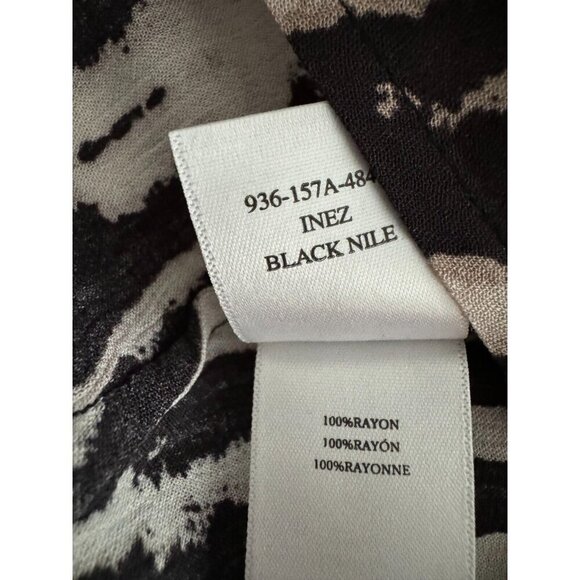 936-157A-484
INEZ
BLACK NILE
100%RAYON
100%RAYÓN
100%RAYONNE